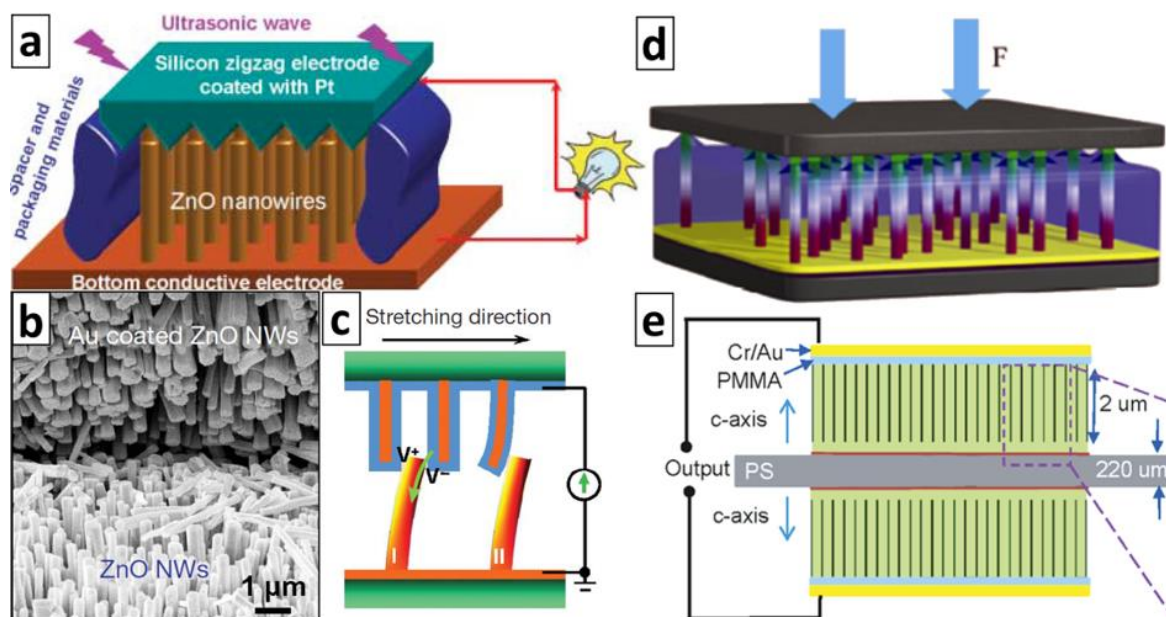 a
Ultrasonic wave
Silicon zigzag electrode
coated with Pt
Spacer and
packaging materials
ZnO nanowires
Bottom conductive electrode
b
Au coated ZnO NWs
ZnO NWs
1 µm
c
Stretching direction
V+
V−
I
II
d
F
e
Cr/Au
PMMA
c-axis
2 um
Output
PS
220 um
c-axis